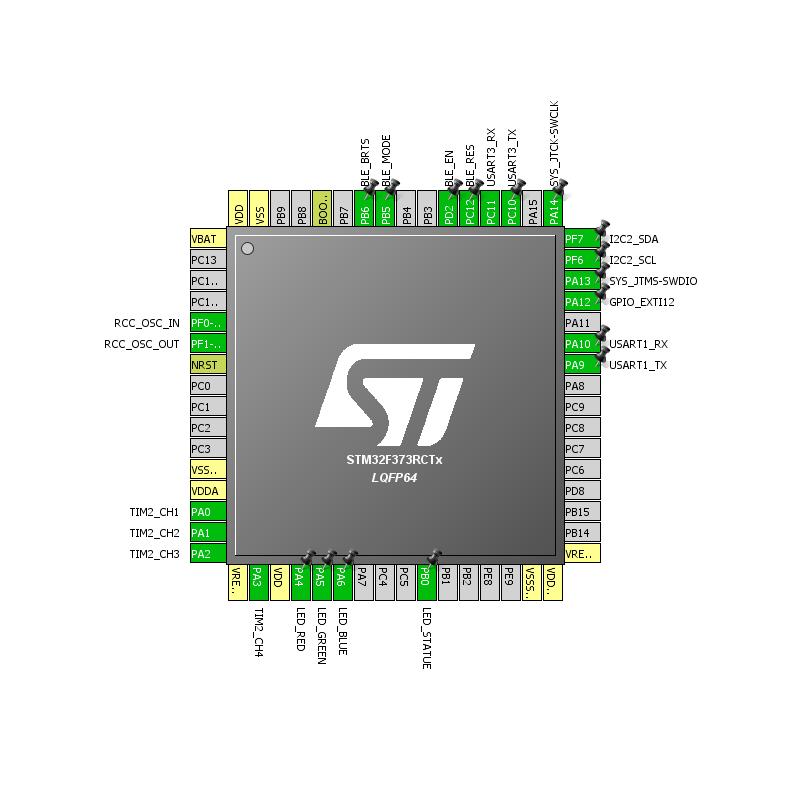 BLE_BRTS
BLE_MODE
BLE_EN
BLE_RES
USART3_RX
USART3_TX
SYS_JTCK-SWCLK
VDD
VSS
PB9
PB8
BOO..
PB7
PB6
PB5
PB4
PB3
PD2
PC12
PC11
PC10
PA15
PA14
VBAT
PC13
PC1..
PC1..
RCC_OSC_IN PF0-..
RCC_OSC_OUT PF1-..
NRST
PC0
PC1
PC2
PC3
VSS..
VDDA
TIM2_CH1 PA0
TIM2_CH2 PA1
TIM2_CH3 PA2
ST
STM32F373RCTx
LQFP64
PF7 I2C2_SDA
PF6 I2C2_SCL
PA13 SYS_JTMS-SWDIO
PA12 GPIO_EXTI12
PA11
PA10 USART1_RX
PA9 USART1_TX
PA8
PC9
PC8
PC7
PC6
PD8
PB15
PB14
VRE..
VRE..
PA3
VDD
PA4
PA5
PA6
PA7
PC4
PC5
PB0
PB1
PB2
PE8
PE9
VSSS..
VDD..
TIM2_CH4
LED_RED
LED_GREEN
LED_BLUE
LED_STATUE